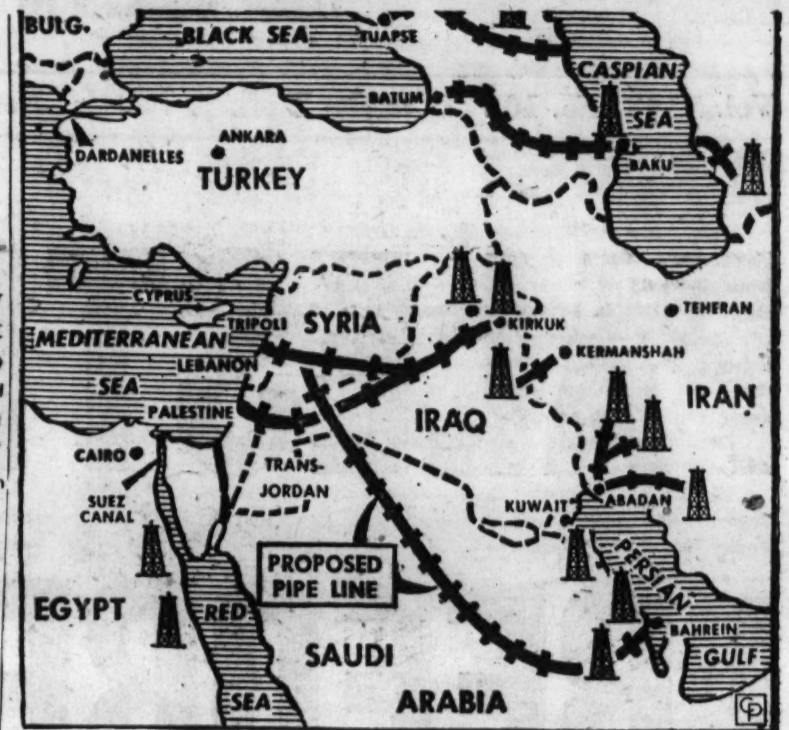 BULG.
BLACK SEA
TUAPSE
CASPIAN
SEA
BATUM
BAKU
DARDANELLES
ANKARA
TURKEY
CYPRUS
TRIPOLI
SYRIA
KIRKUK
TEHERAN
MEDITERRANEAN
SEA
LEBANON
KERMANSHAH
PALESTINE
IRAQ
IRAN
CAIRO
TRANS-
JORDAN
SUEZ
CANAL
KUWAIT
ABADAN
PROPOSED
PIPE LINE
PERSIAN
GULF
EGYPT
RED
SEA
BAHREIN
SAUDI
ARABIA
CP